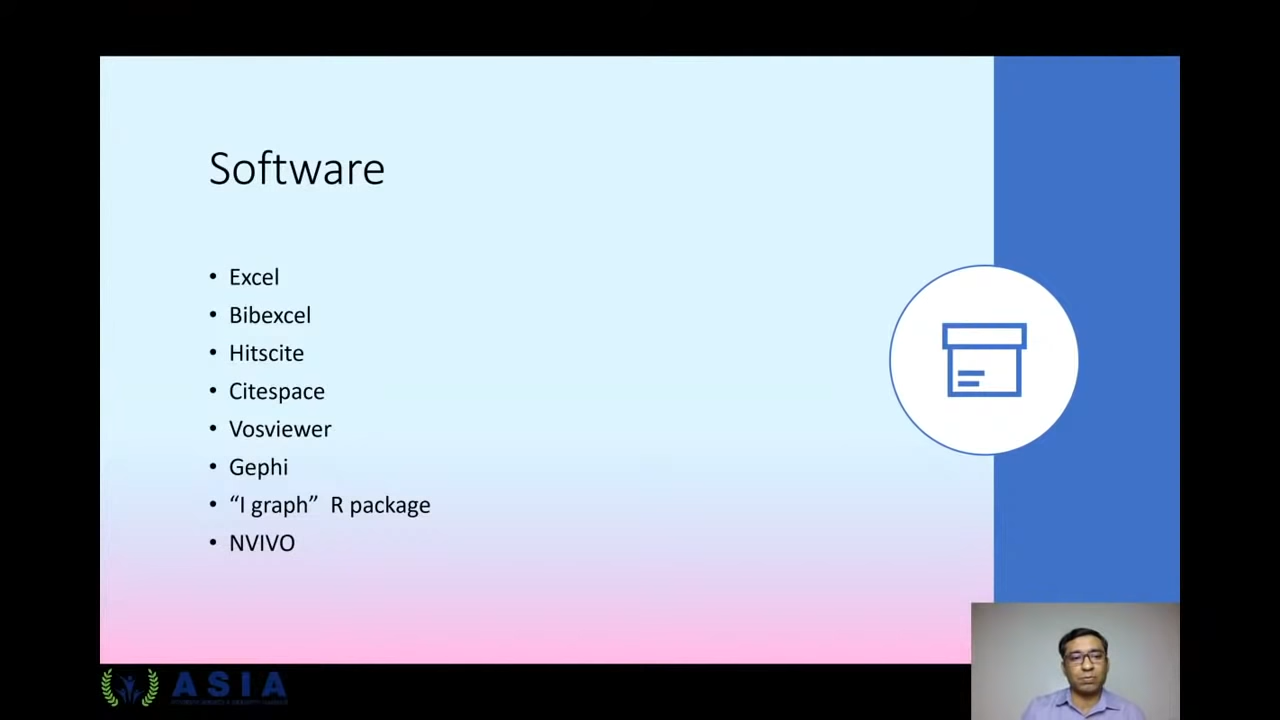 Software
• Excel
• Bibexcel
• Hitscite
• Citespace
• Vosviewer
• Gephi
• “I graph” R package
• NVIVO
ASIA